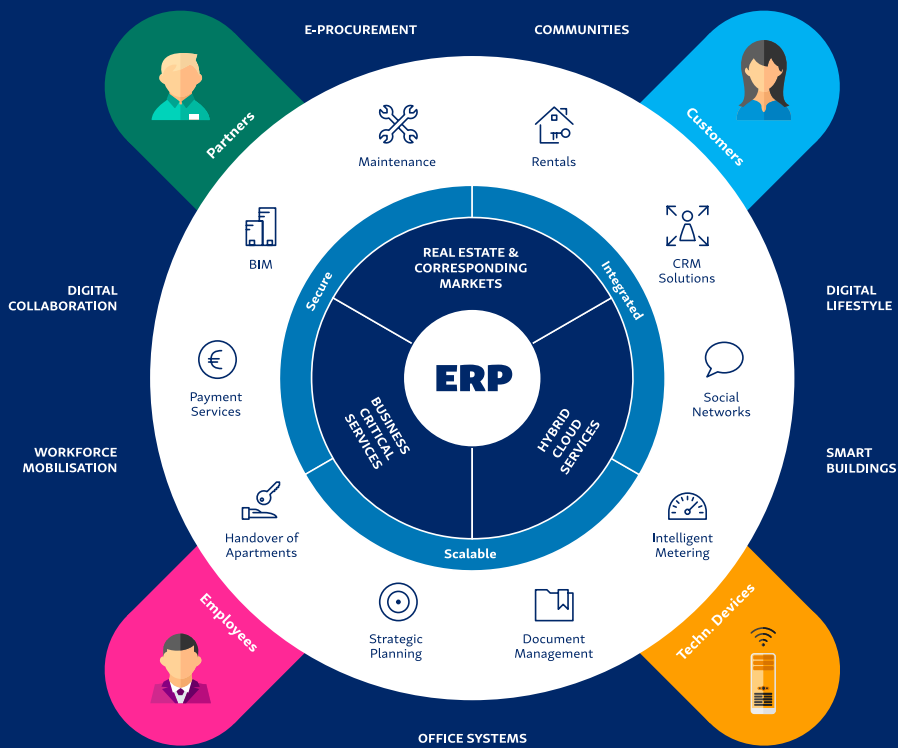 E-PROCUREMENT
COMMUNITIES
Partners
Customers
Maintenance
Rentals
BIM
CRM
Solutions
Secure
REAL ESTATE &
CORRESPONDING
MARKETS
Integrated
DIGITAL
COLLABORATION
DIGITAL
LIFESTYLE
€
Payment
Services
ERP
Social
Networks
BUSINESS
CRITICAL
SERVICES
HYBRID
CLOUD
SERVICES
WORKFORCE
MOBILISATION
SMART
BUILDINGS
Handover of
Apartments
Scalable
Intelligent
Metering
Employees
Techn. Devices
Strategic
Planning
Document
Management
OFFICE SYSTEMS